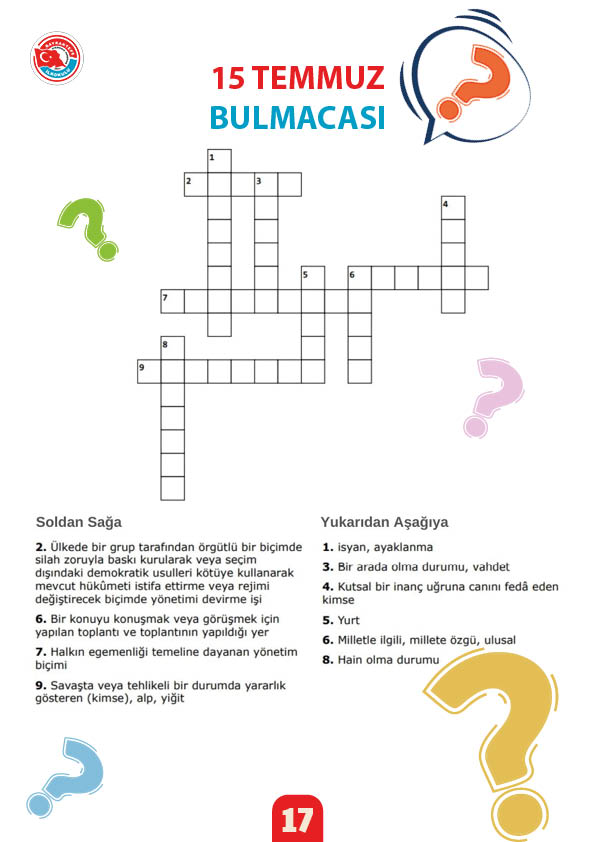 BAYRAKTEPE
İLKOKULU
15 TEMMUZ
BULMACASI
1
2
3
4
5
6
7
8
9
Soldan Sağa
2. Ülkede bir grup tarafından örgütlü bir biçimde
silah zoruyla baskı kurularak veya seçim
dışındaki demokratik usulleri kötüye kullanarak
mevcut hükûmeti istifa ettirme veya rejimi
değiştirecek biçimde yönetimi devirme işi
6. Bir konuyu konuşmak veya görüşmek için
yapılan toplantı ve toplantının yapıldığı yer
7. Halkın egemenliği temeline dayanan yönetim
biçimi
9. Savaşta veya tehlikeli bir durumda yararlık
gösteren (kimse), alp, yiğit
Yukarıdan Aşağıya
1. isyan, ayaklanma
3. Bir arada olma durumu, vahdet
4. Kutsal bir inanç uğruna canını fedâ eden
kimse
5. Yurt
6. Milletle ilgili, millete özgü, ulusal
8. Hain olma durumu
17